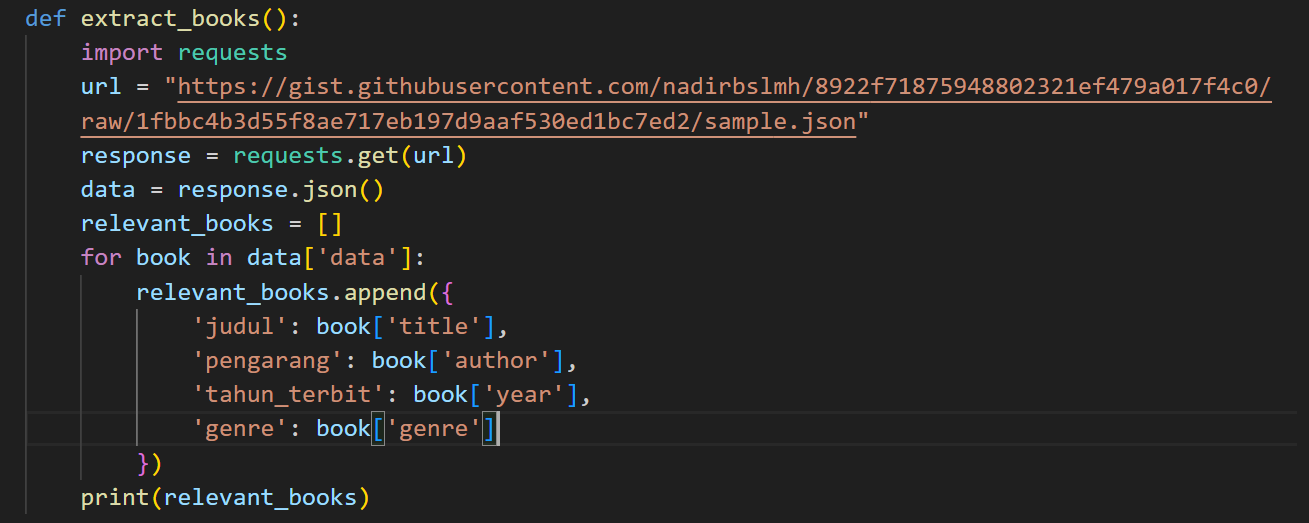 def extract_books():
    import requests
    url = "https://gist.githubusercontent.com/nadirbslmh/8922f71875948802321ef479a017f4c0/
    raw/1fbbc4b3d55f8ae717eb197d9aaf530ed1bc7ed2/sample.json"
    response = requests.get(url)
    data = response.json()
    relevant_books = []
    for book in data['data']:
        relevant_books.append({
            'judul': book['title'],
            'pengarang': book['author'],
            'tahun_terbit': book['year'],
            'genre': book['genre']
        })
    print(relevant_books)